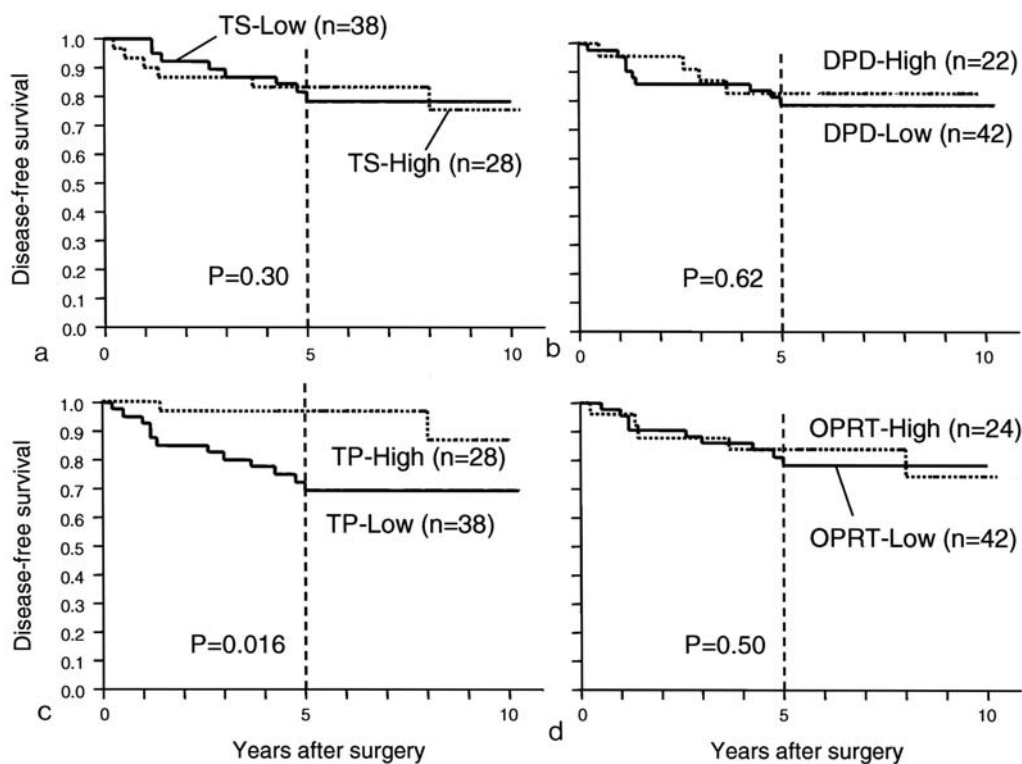 TS-Low (n=38)
Disease-free survival
1.0
0.9
0.8
0.7
0.6
0.5
0.4
0.3
0.2
0.1
0.0
TS-High (n=28)
P=0.30
a
0
5
10
DPD-High (n=22)
DPD-Low (n=42)
P=0.62
b
0
5
10
Disease-free survival
1.0
0.9
0.8
0.7
0.6
0.5
0.4
0.3
0.2
0.1
0.0
TP-High (n=28)
TP-Low (n=38)
P=0.016
c
0
5
10
Years after surgery
OPRT-High (n=24)
OPRT-Low (n=42)
P=0.50
d
0
5
10
Years after surgery